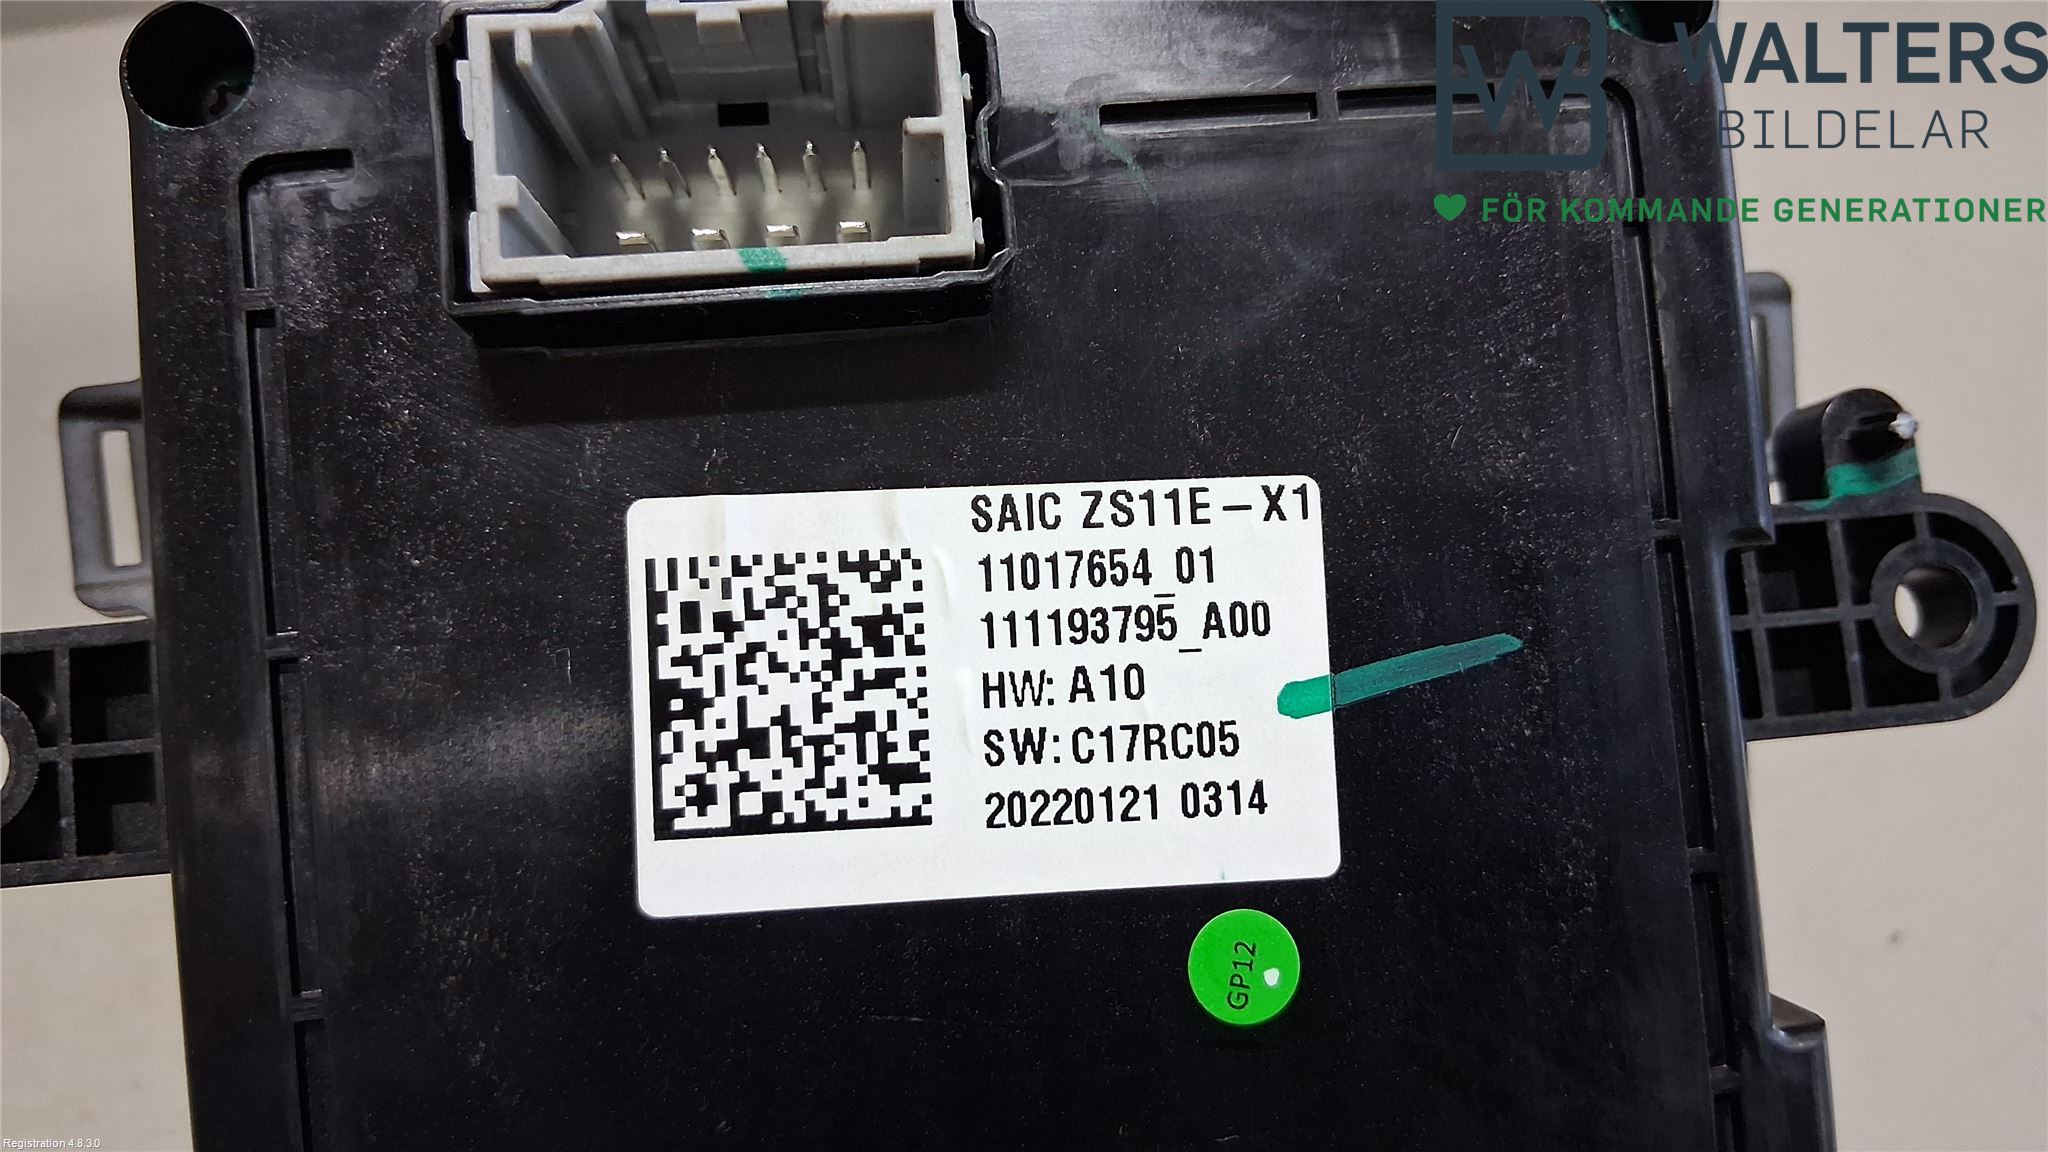 WALTERS
BILDELAR
FÖR KOMMANDE GENERATIONER
SAIC ZS11E-X1
11017654_01
111193795_A00
HW: A10
SW: C17RC05
20220121 0314
GP12
Registration 4.8.3.0